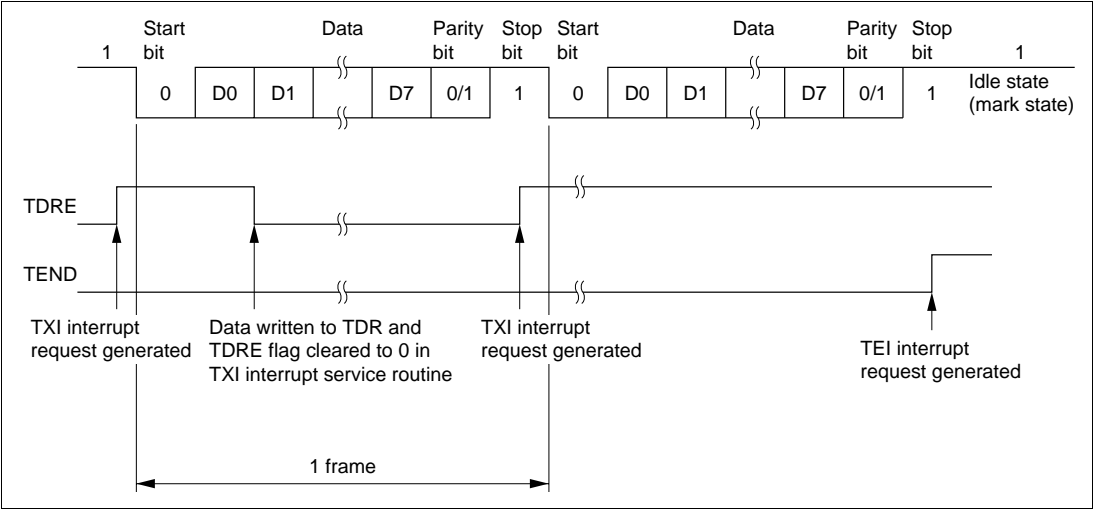 Start Data Parity Stop Start Data Parity Stop
1 bit bit bit bit bit bit 1
0 D0 D1 D7 0/1 1 0 D0 D1 D7 0/1 1 Idle state
(mark state)
TDRE
TEND
TXI interrupt
request generated
Data written to TDR and
TDRE flag cleared to 0 in
TXI interrupt service routine
TXI interrupt
request generated
TEI interrupt
request generated
1 frame